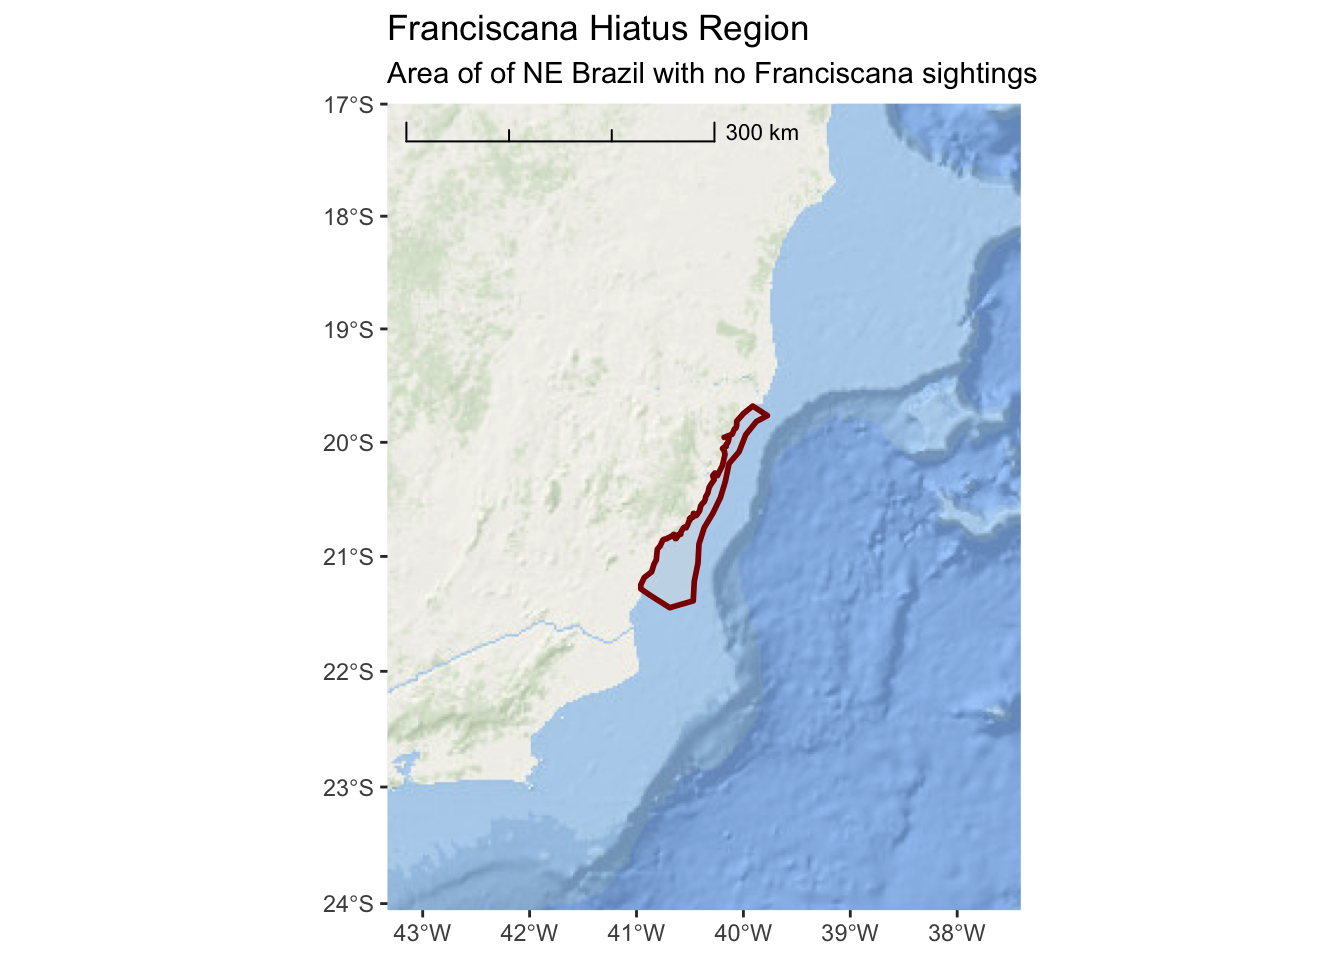 Franciscana Hiatus Region
Area of of NE Brazil with no Franciscana sightings
300 km
17°S
18°S
19°S
20°S
21°S
22°S
23°S
24°S
43°W
42°W
41°W
40°W
39°W
38°W